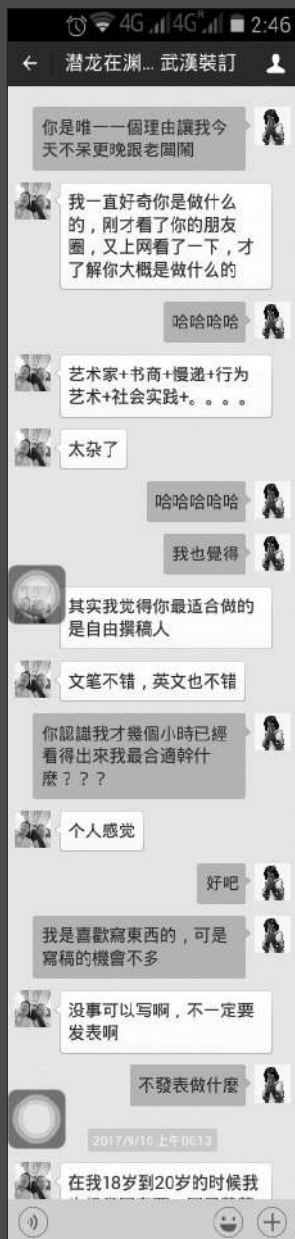 4G 4G R 2:46
← 潜龙在渊... 武漢裝訂
你是唯一一個理由讓我今
天不呆更晚跟老闆鬧
我一直好奇你是做什么
的，刚才看了你的朋友
圈，又上网看了一下，才
了解你大概是做什么的
哈哈哈哈
艺术家+书商+慢递+行为
艺术+社会实践+。。。。
太杂了
哈哈哈哈哈
我也覺得
其实我觉得你最适合做的
是自由撰稿人
文笔不错，英文也不错
你認識我才幾個小時已經
看得出來我最合適幹什
麼？？？
个人感觉
好吧
我是喜歡寫東西的，可是
寫稿的機會不多
没事可以写啊，不一定要
发表啊
不發表做什麼
2017/9/10 上午00:13
在我18岁到20岁的时候我